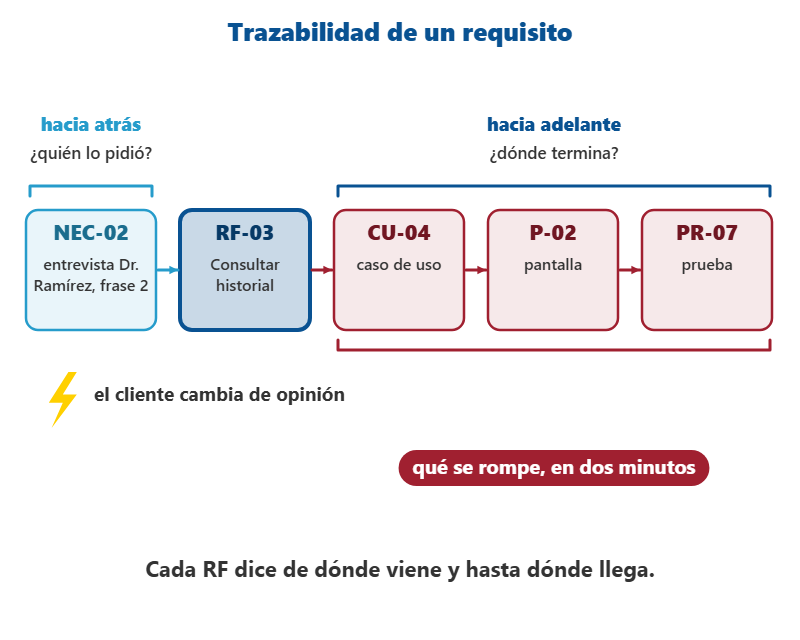 Trazabilidad de un requisito
hacia atrás
¿quién lo pidió?
hacia adelante
¿dónde termina?
NEC-02
entrevista Dr.
Ramírez, frase 2
RF-03
Consultar
historial
CU-04
caso de uso
P-02
pantalla
PR-07
prueba
el cliente cambia de opinión
qué se rompe, en dos minutos
Cada RF dice de dónde viene y hasta dónde llega.